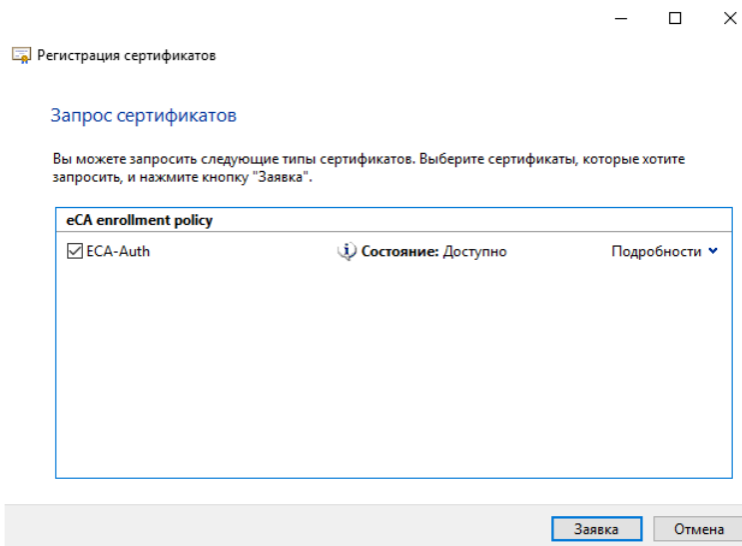 Регистрация сертификатов
Запрос сертификатов
Вы можете запросить следующие типы сертификатов. Выберите сертификаты, которые хотите
запросить, и нажмите кнопку "Заявка".
eCA enrollment policy
ECA-Auth Состояние: Доступно Подробности
Заявка Отмена